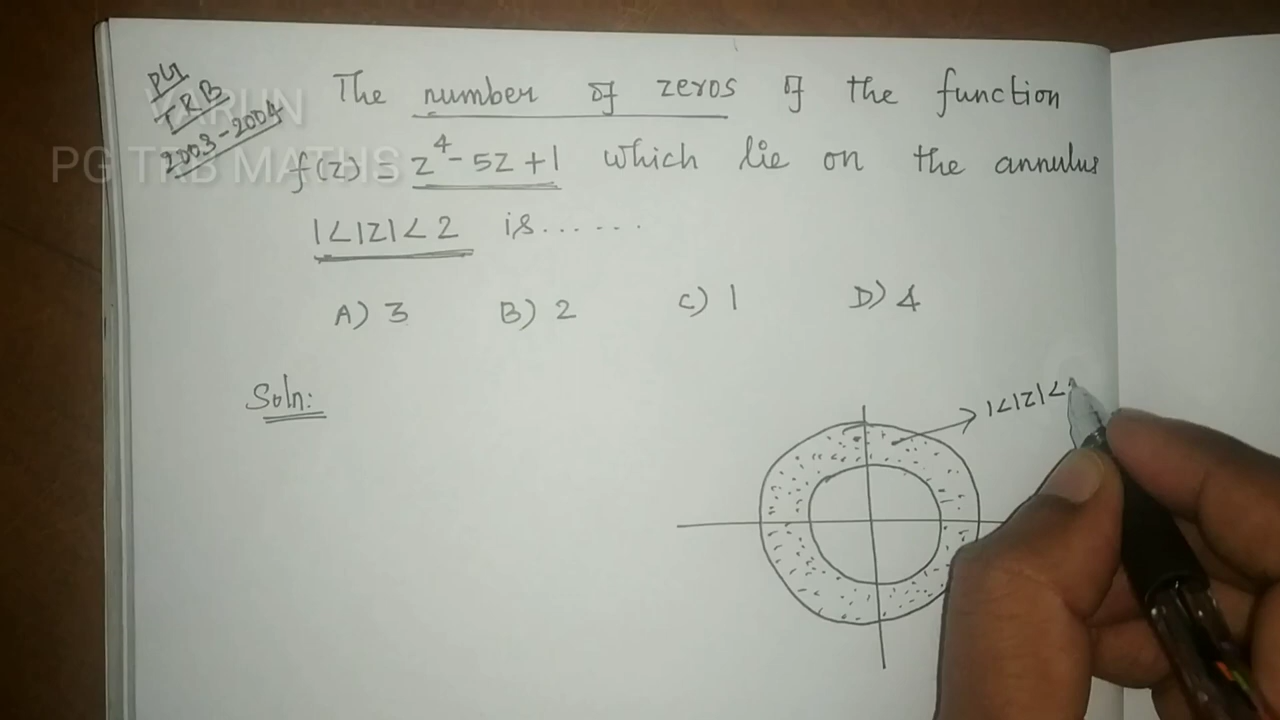 PG
TRB
2003-2004
PG TRB MATHS
The number of zeros of the function
f(z) = z⁴ - 5z + 1 which lie on the annulus
1<|z|<2 is......
A) 3 B) 2 C) 1 D) 4
Soln:
1<|z|<